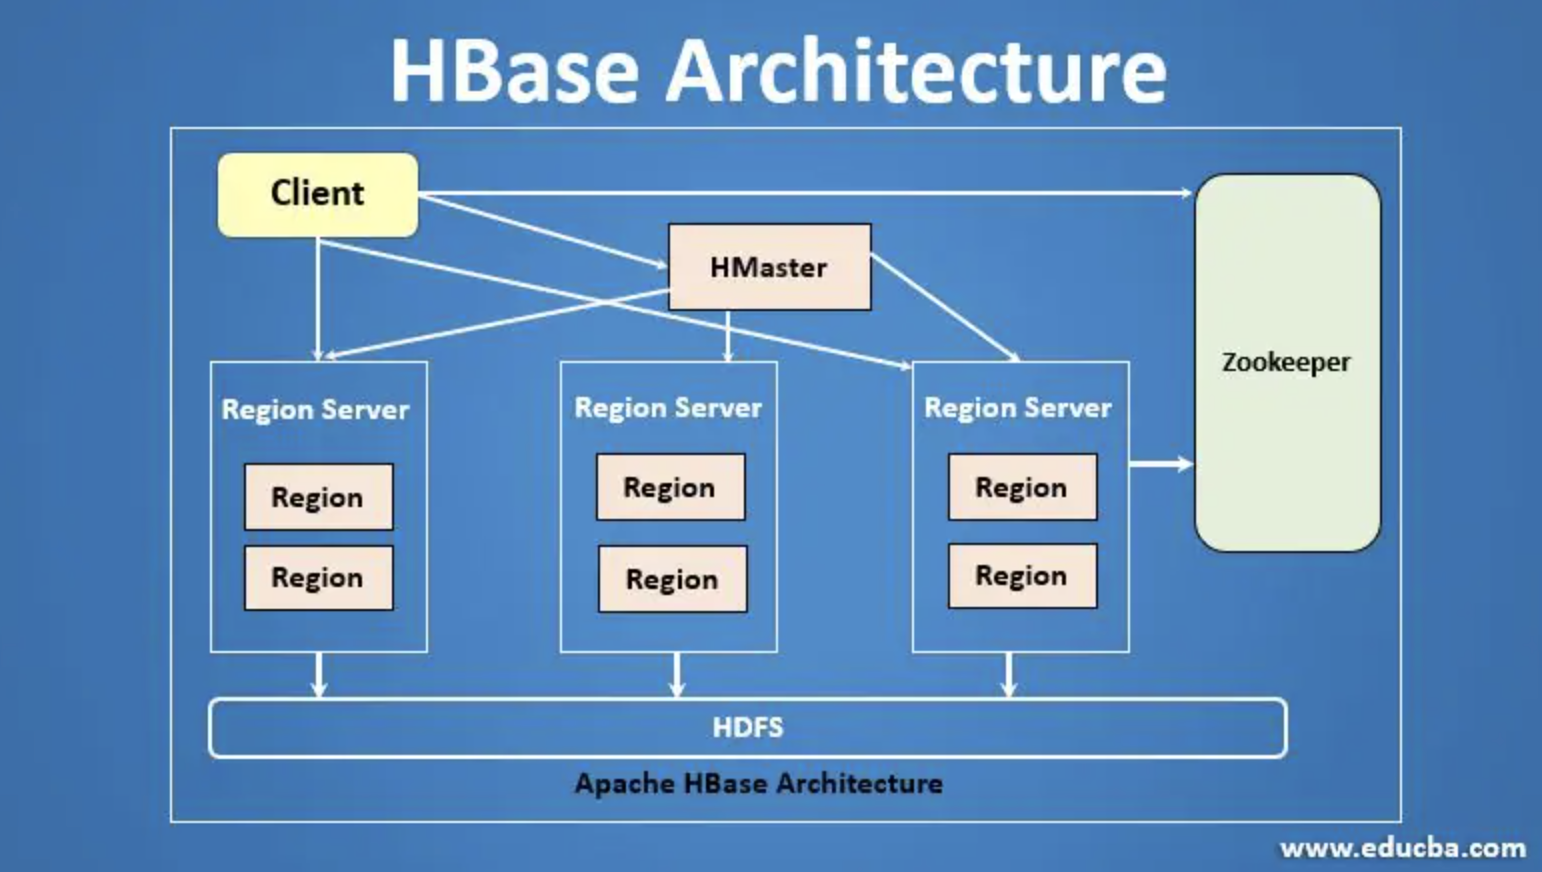 HBase Architecture
Client
HMaster
Zookeeper
Region Server
Region
Region
Region Server
Region
Region
Region Server
Region
Region
HDFS
Apache HBase Architecture
www.educba.com